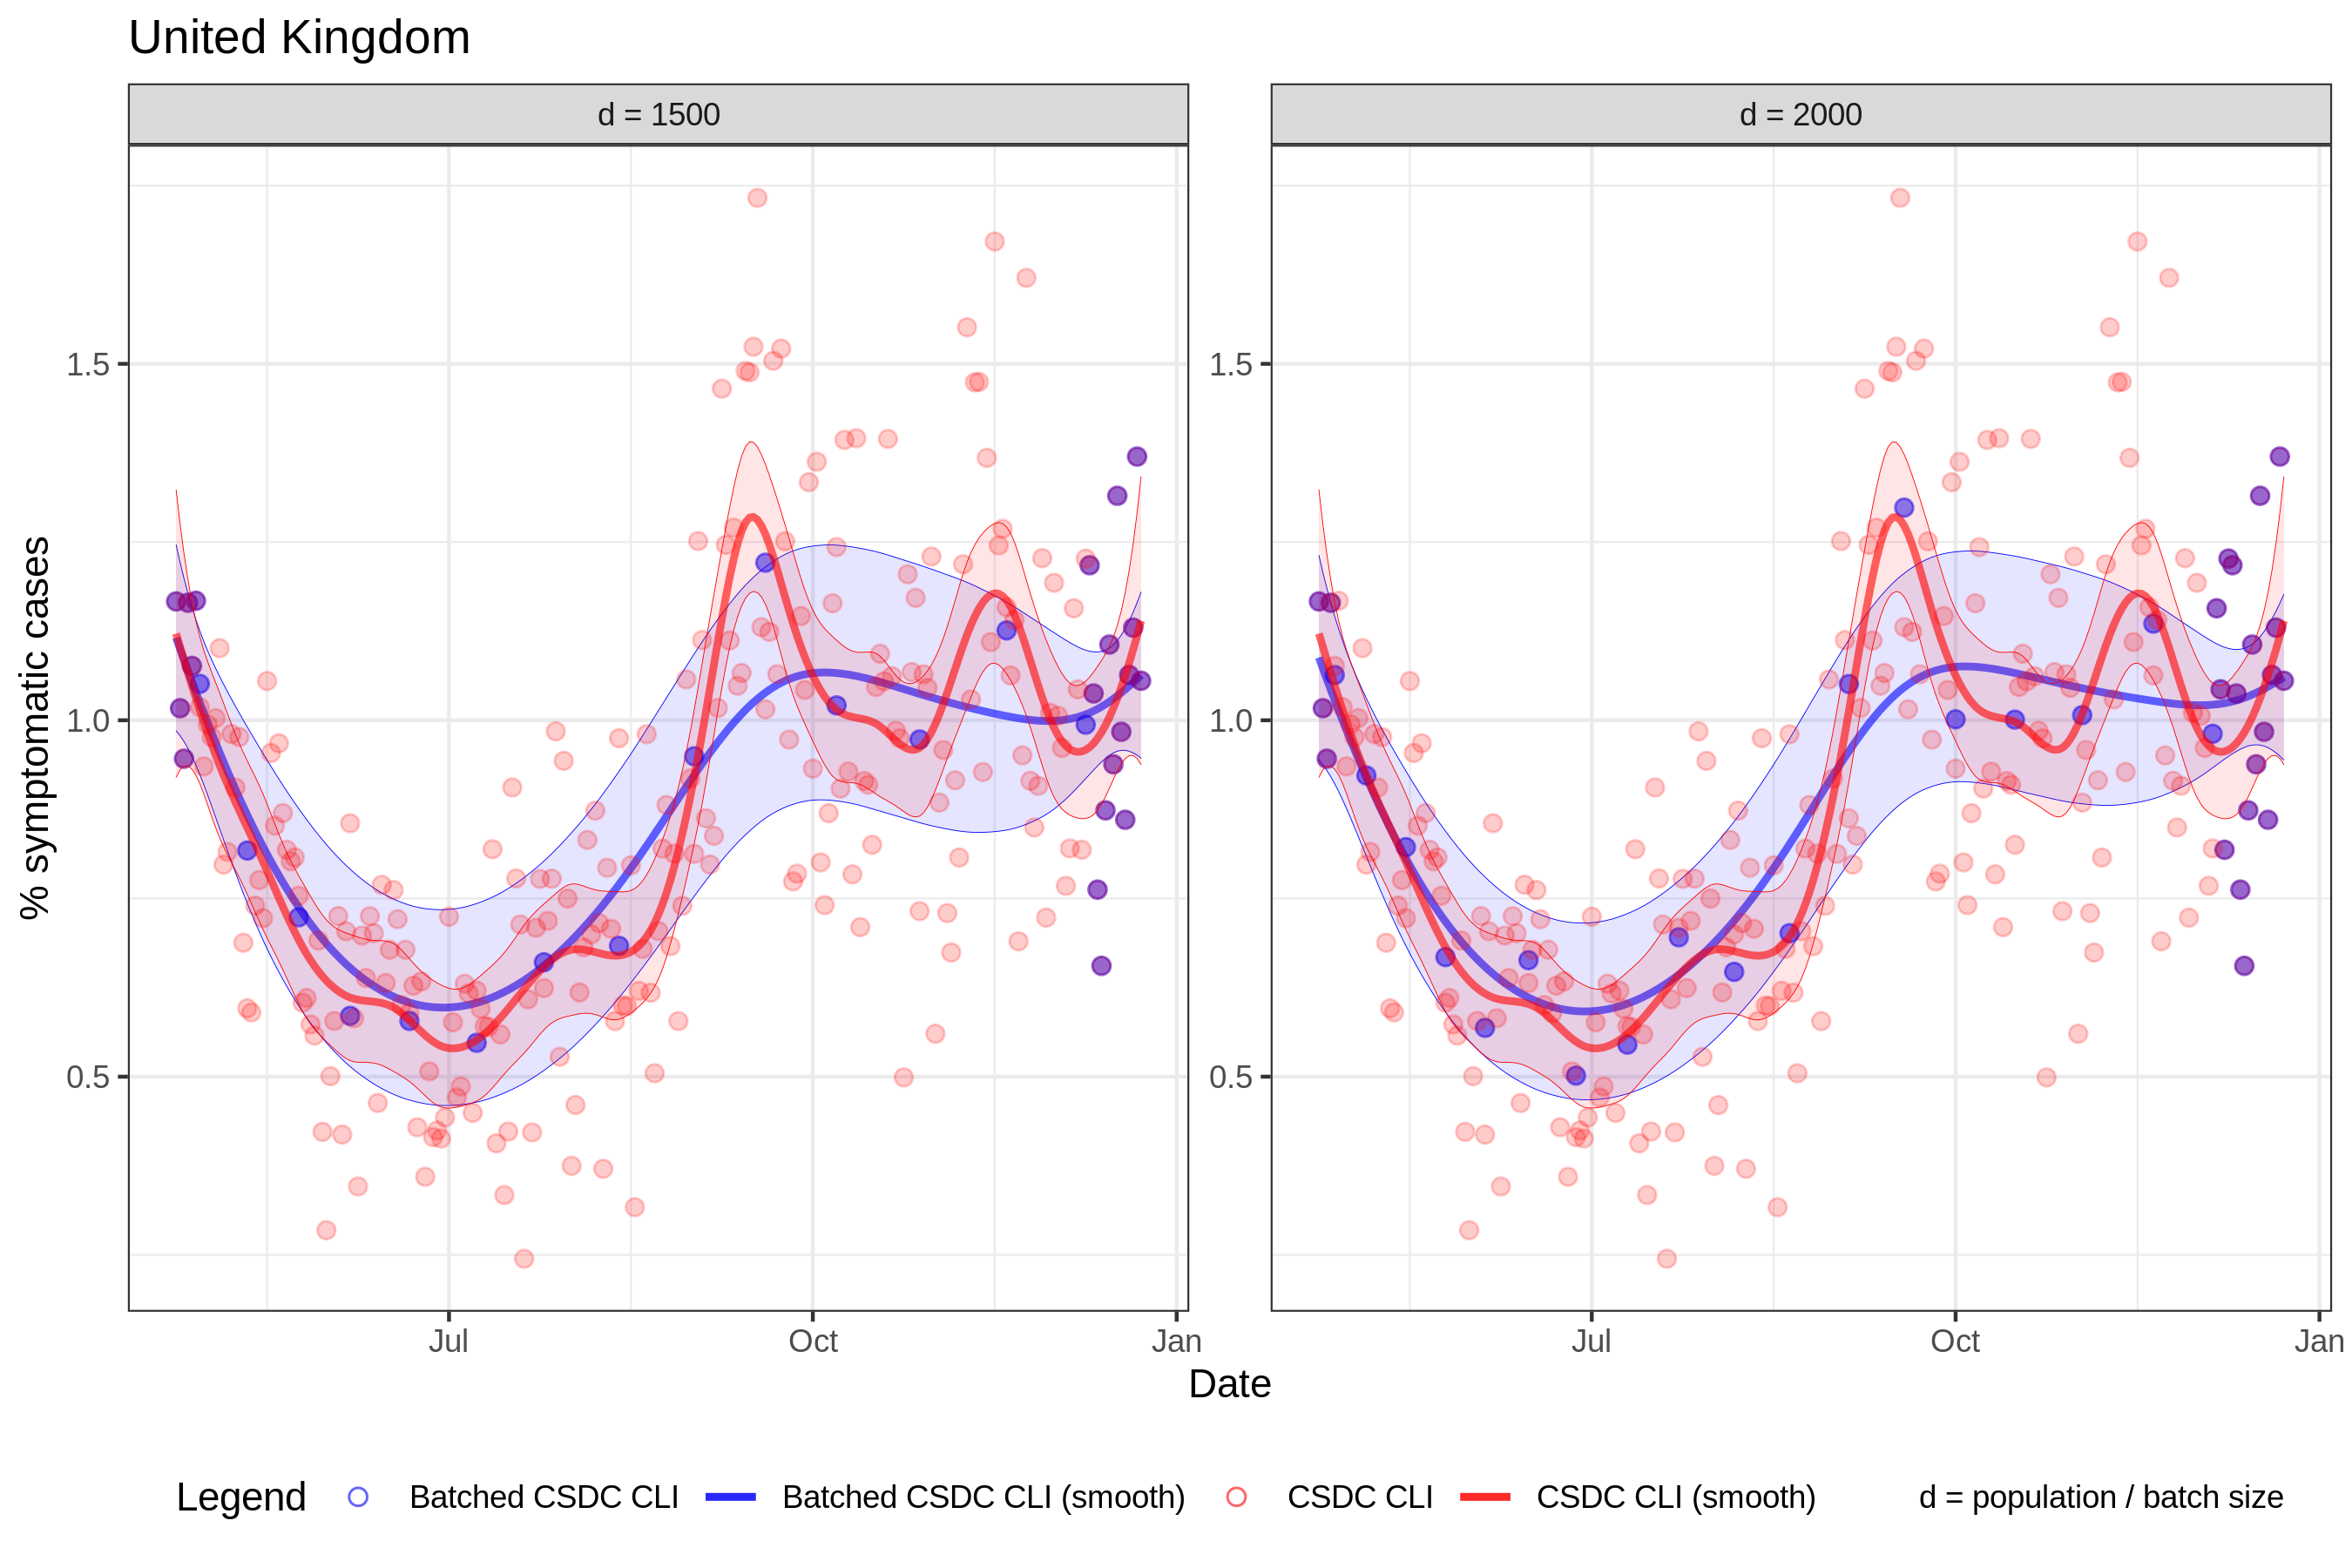 United Kingdom
d = 1500
d = 2000
% symptomatic cases
1.5
1.0
0.5
1.5
1.0
0.5
Jul
Oct
Jan
Jul
Oct
Jan
Date
Legend
Batched CSDC CLI
Batched CSDC CLI (smooth)
CSDC CLI
CSDC CLI (smooth)
d = population / batch size